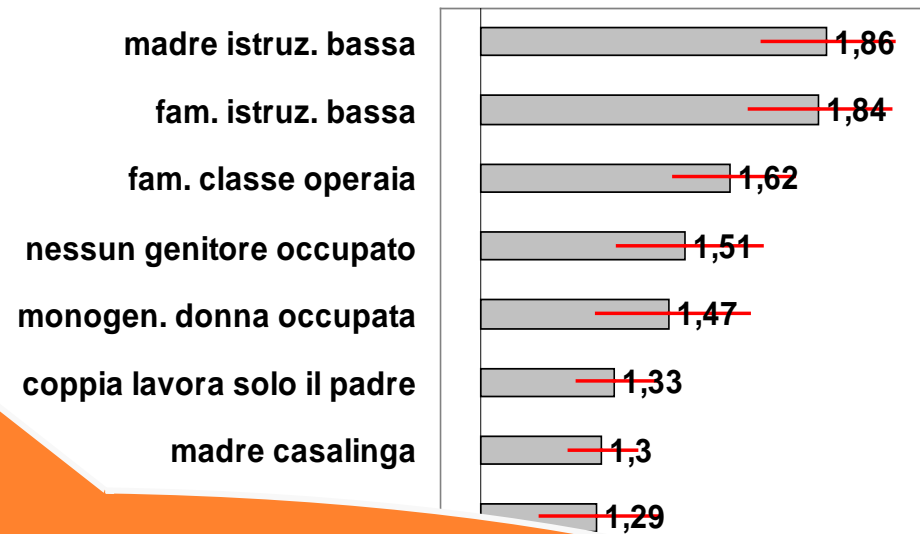 madre istruz. bassa 1,86
fam. istruz. bassa 1,84
fam. classe operaia 1,62
nessun genitore occupato 1,51
monogen. donna occupata 1,47
coppia lavora solo il padre 1,33
madre casalinga 1,3
1,29